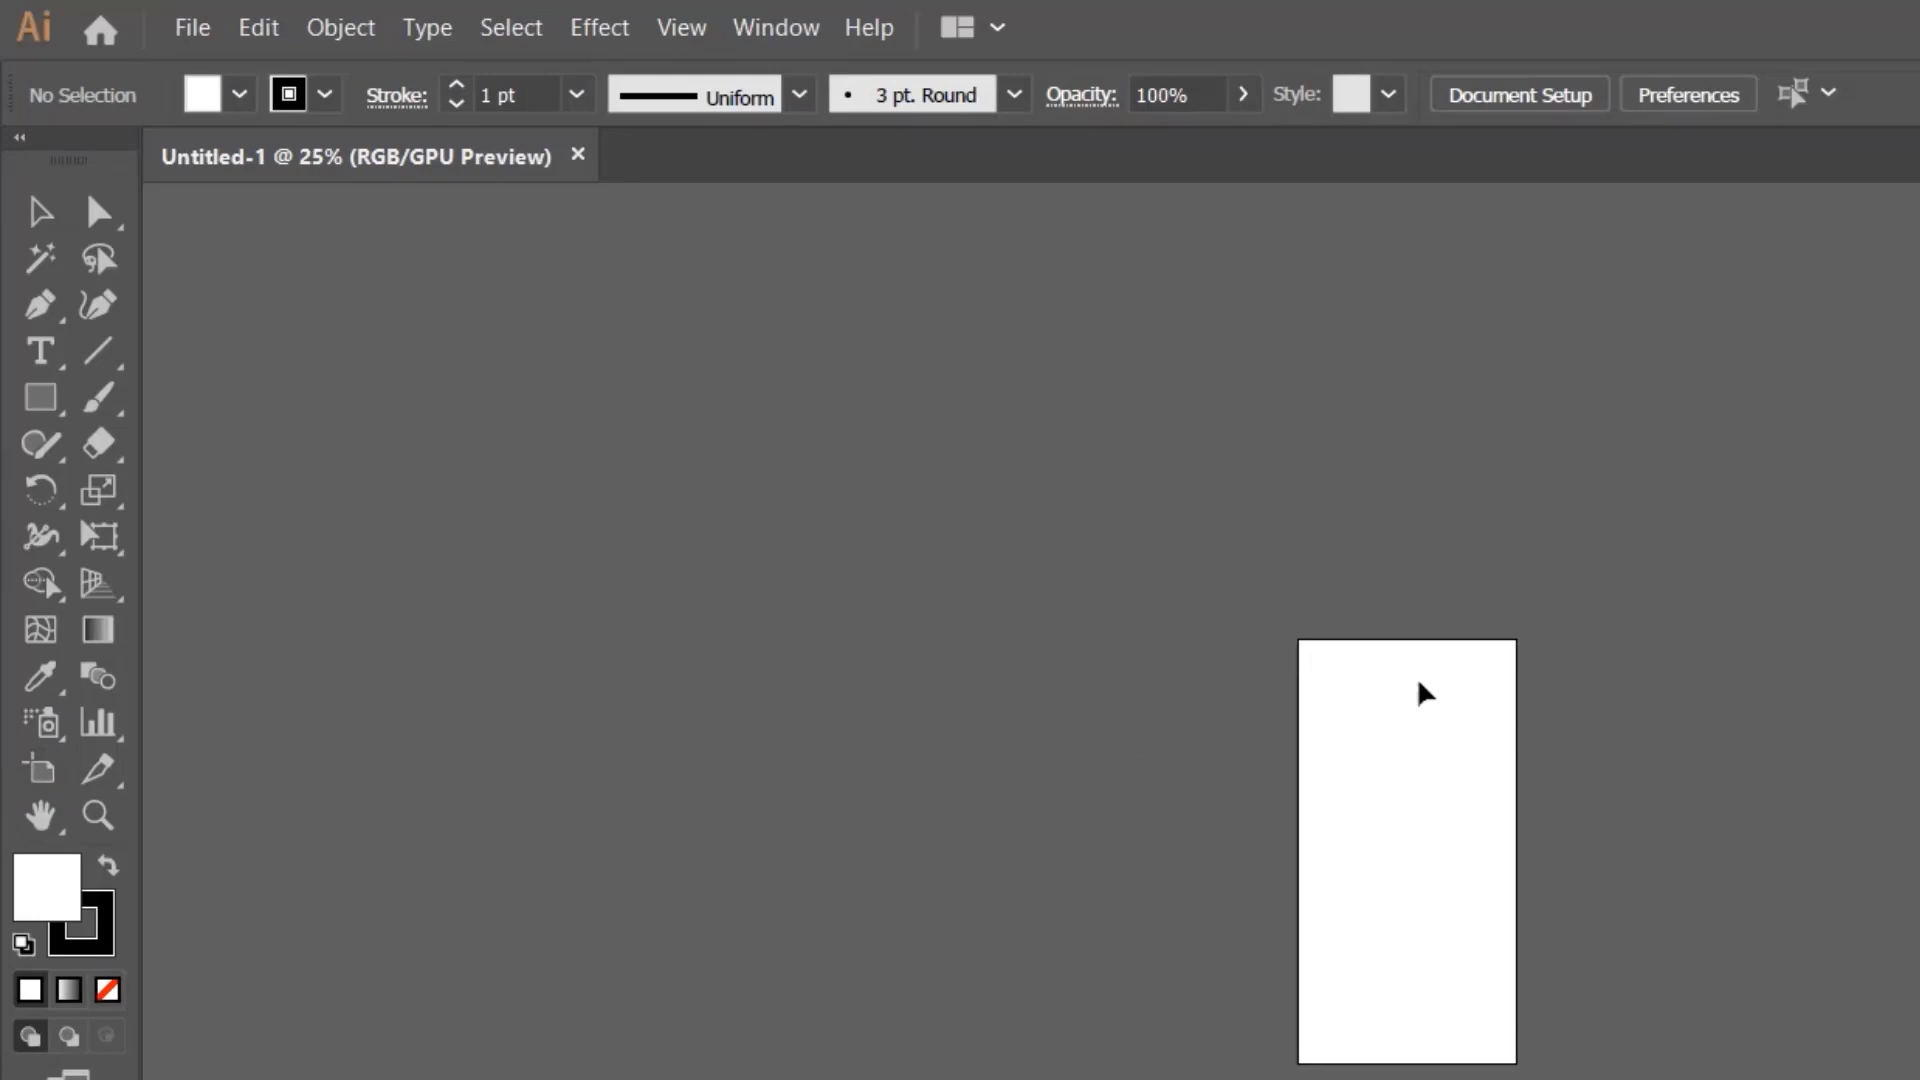 Ai File Edit Object Type Select Effect View Window Help
No Selection Stroke: 1 pt Uniform 3 pt. Round Opacity: 100% Style: Document Setup Preferences
Untitled-1 @ 25% (RGB/GPU Preview)